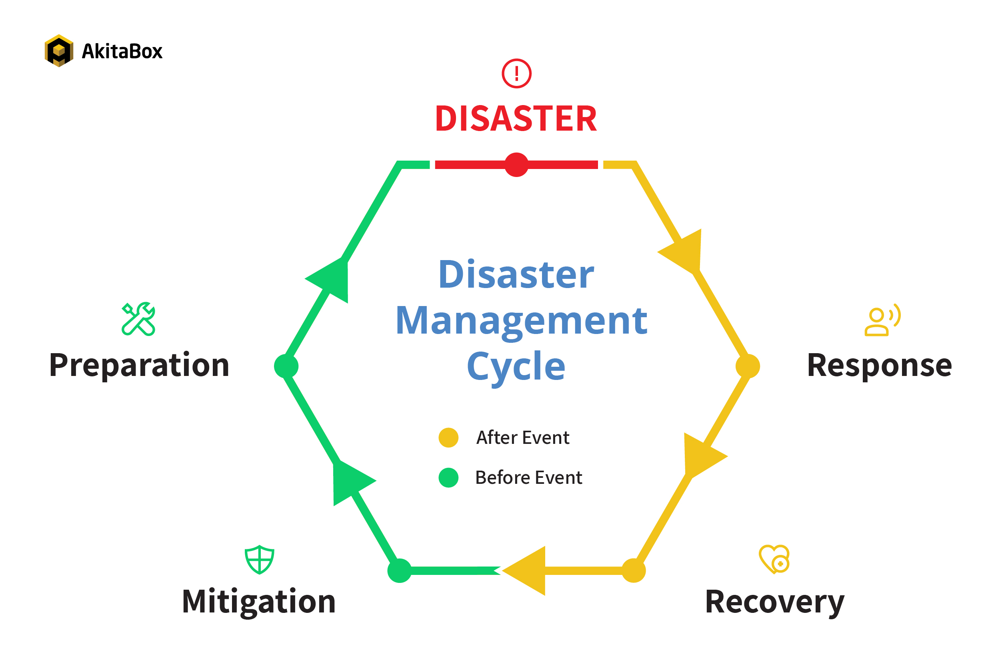 AkitaBox
DISASTER
Disaster
Management
Cycle
Preparation
Response
After Event
Before Event
Mitigation
Recovery